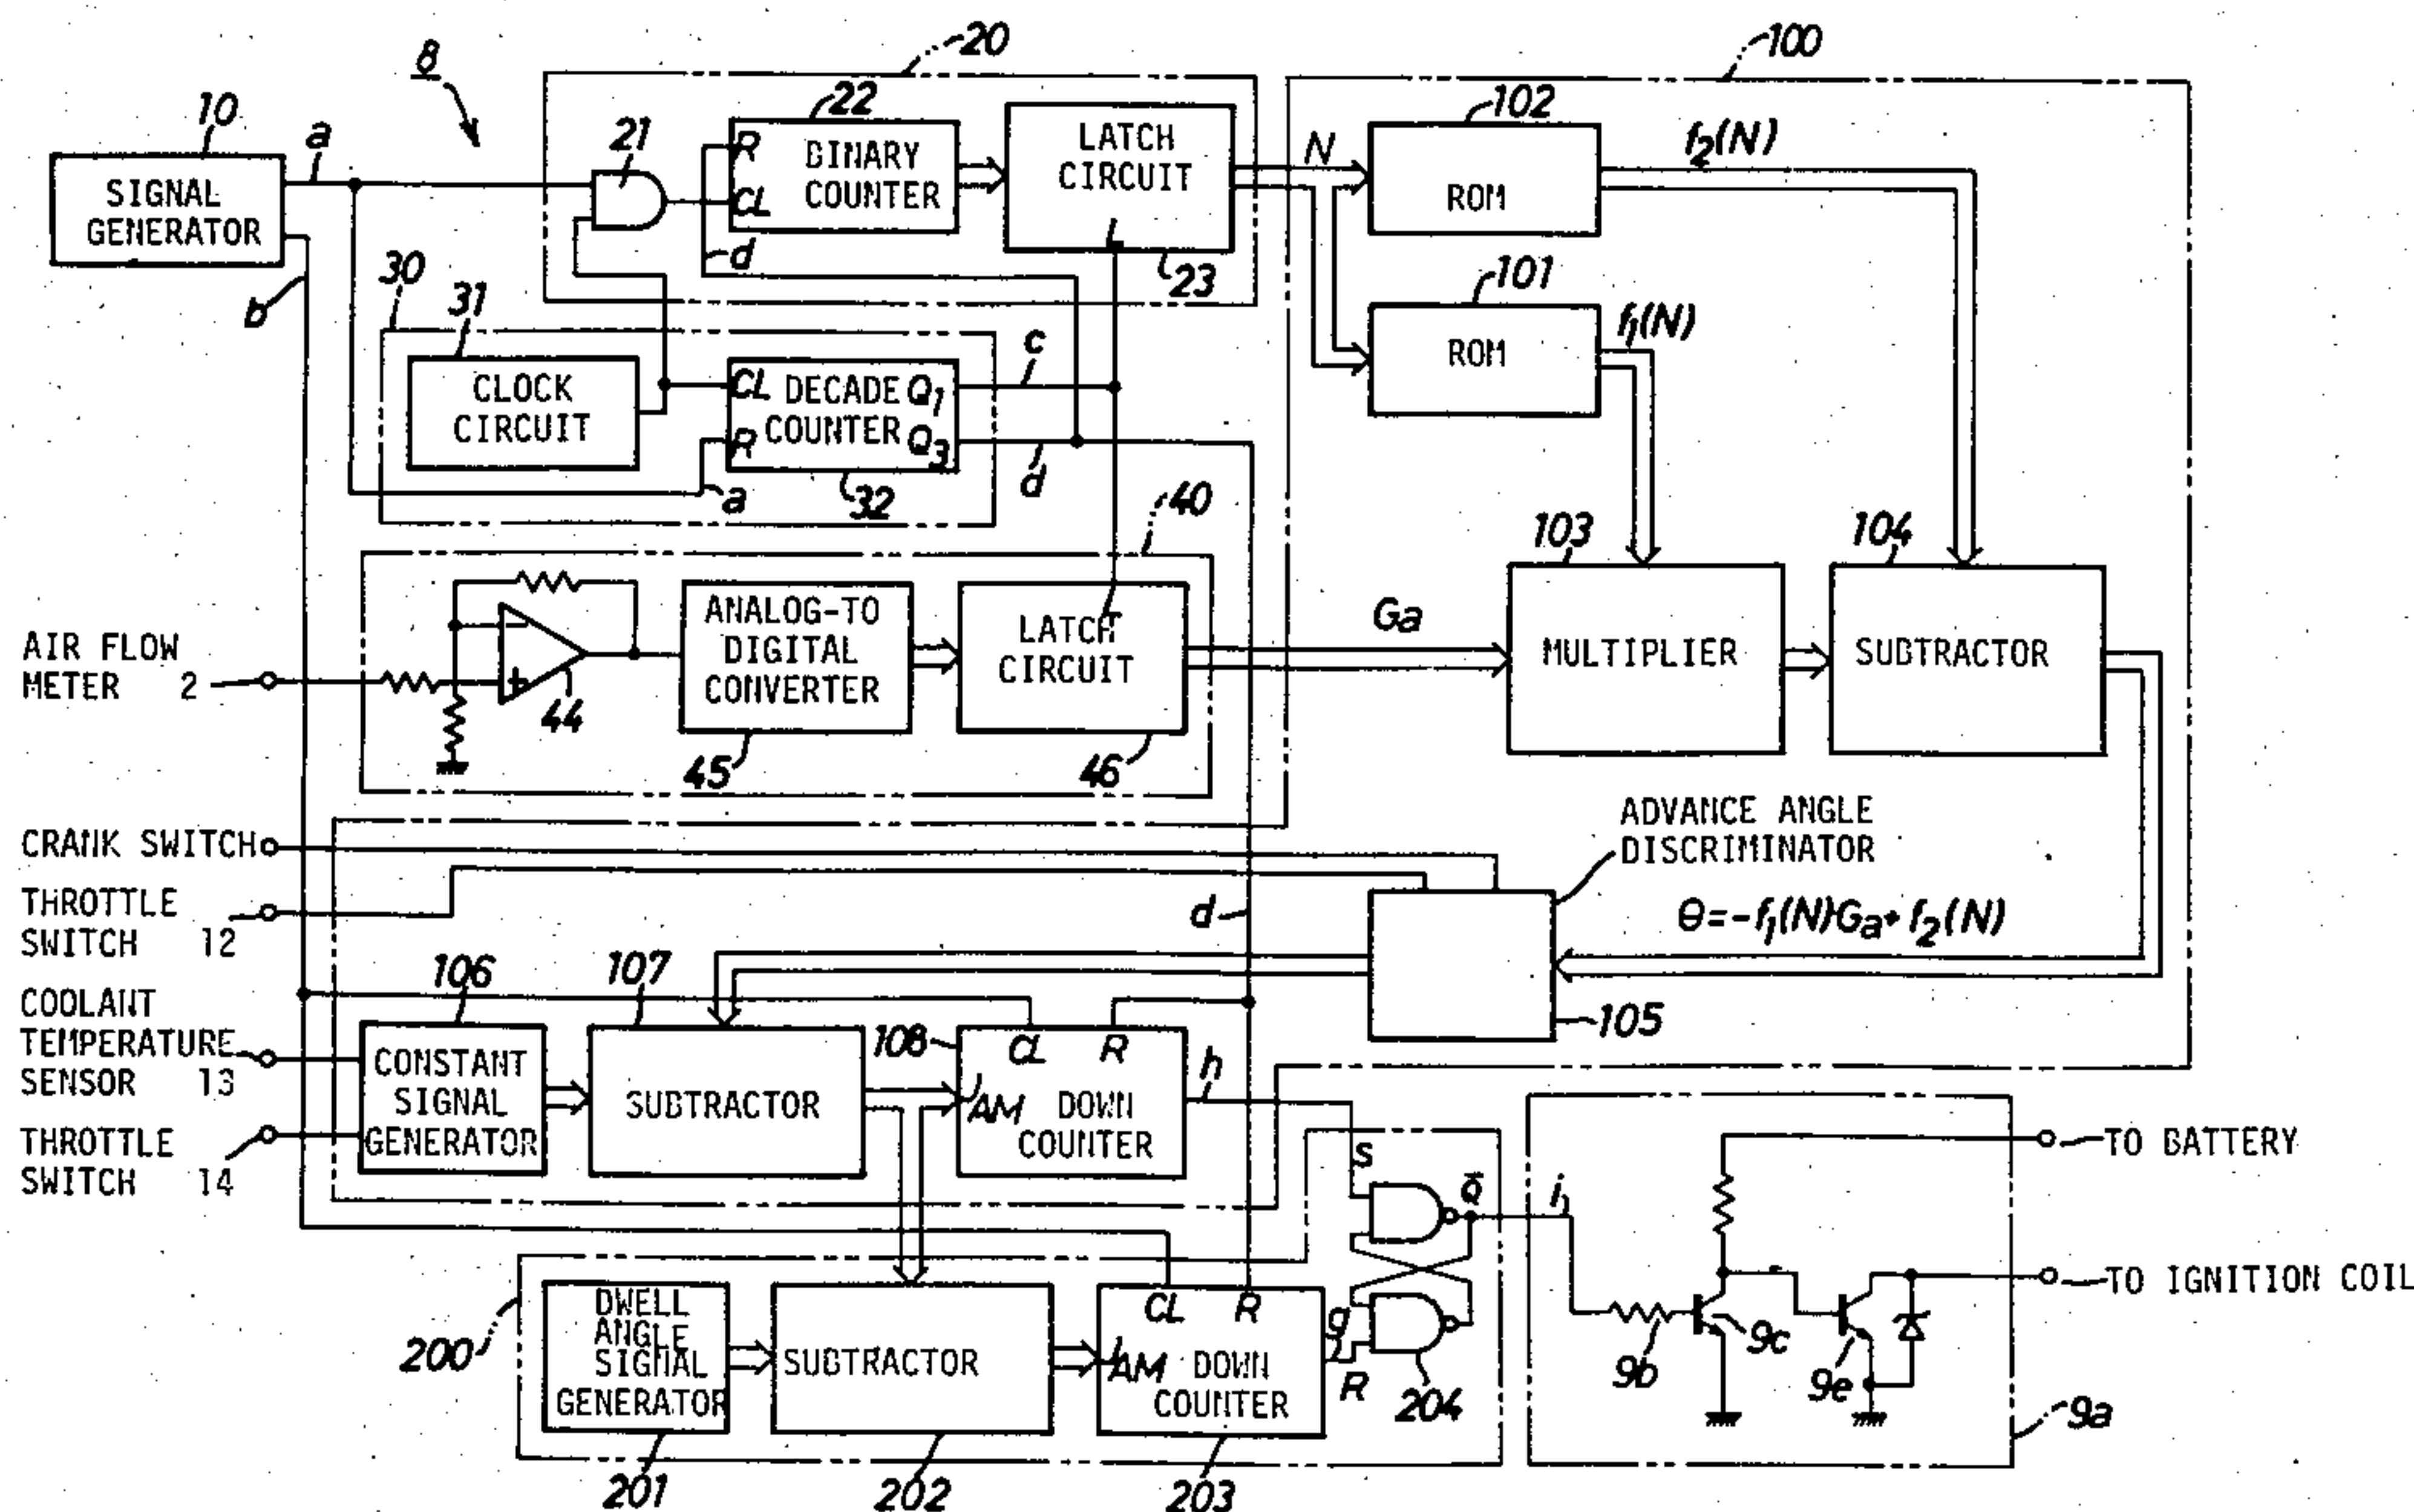 8
20
100
10
SIGNAL
GENERATOR
a
b
21
22
R
CL
BINARY
COUNTER
d
LATCH
CIRCUIT
L
23
N
102
ROM
f2(N)
101
ROM
f1(N)
30
31
CLOCK
CIRCUIT
CL
R
DECADE
COUNTER
Q1
Q3
32
a
c
d
40
AIR FLOW
METER 2
-
+
44
ANALOG-TO
DIGITAL
CONVERTER
45
LATCH
CIRCUIT
L
46
Ga
103
MULTIPLIER
104
SUBTRACTOR
CRANK SWITCH
THROTTLE
SWITCH 12
ADVANCE ANGLE
DISCRIMINATOR
θ=-f1(N)·Ga+f2(N)
105
d
COOLANT
TEMPERATURE
SENSOR 13
THROTTLE
SWITCH 14
106
CONSTANT
SIGNAL
GENERATOR
107
SUBTRACTOR
108
CL R
JAM
DOWN
COUNTER
h
200
DWELL
ANGLE
SIGNAL
GENERATOR
201
SUBTRACTOR
202
CL R
JAM
DOWN
COUNTER
203
S
g
R
Q̄
204
i
TO BATTERY
TO IGNITION COIL
9b
9c
9e
9a